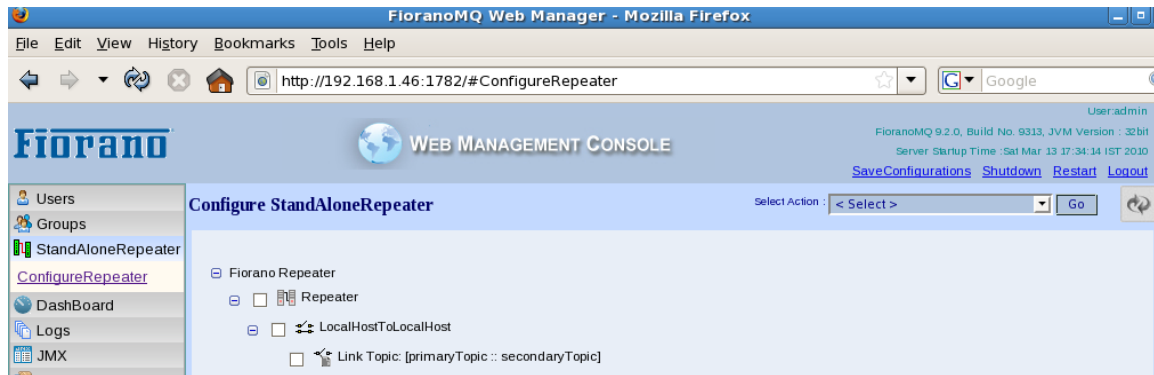 FioranoMQ Web Manager - Mozilla Firefox
File Edit View History Bookmarks Tools Help
http://192.168.1.46:1782/#ConfigureRepeater
G Google
User:admin
Fiorano
WEB MANAGEMENT CONSOLE
FioranoMQ 9.2.0, Build No. 9313, JVM Version : 32bit
Server Startup Time :Sat Mar 13 17:34:14 IST 2010
SaveConfigurations Shutdown Restart Logout
Users
Configure StandAloneRepeater
Select Action : < Select > Go
Groups
StandAloneRepeater
ConfigureRepeater
DashBoard
Logs
JMX
Fiorano Repeater
Repeater
LocalHostToLocalHost
Link Topic: [primaryTopic :: secondaryTopic]